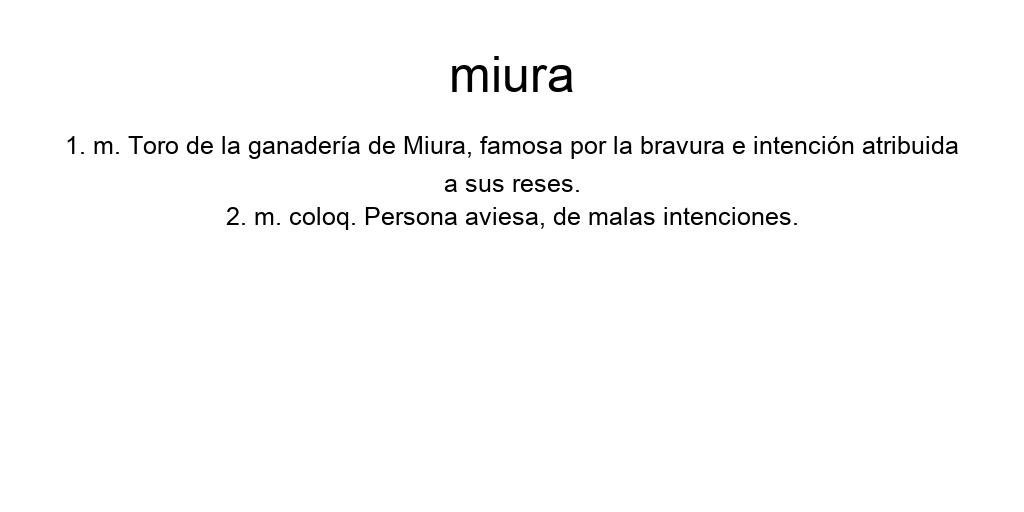 miura
1. m. Toro de la ganadería de Miura, famosa por la bravura e intención atribuida
a sus reses.
2. m. coloq. Persona aviesa, de malas intenciones.